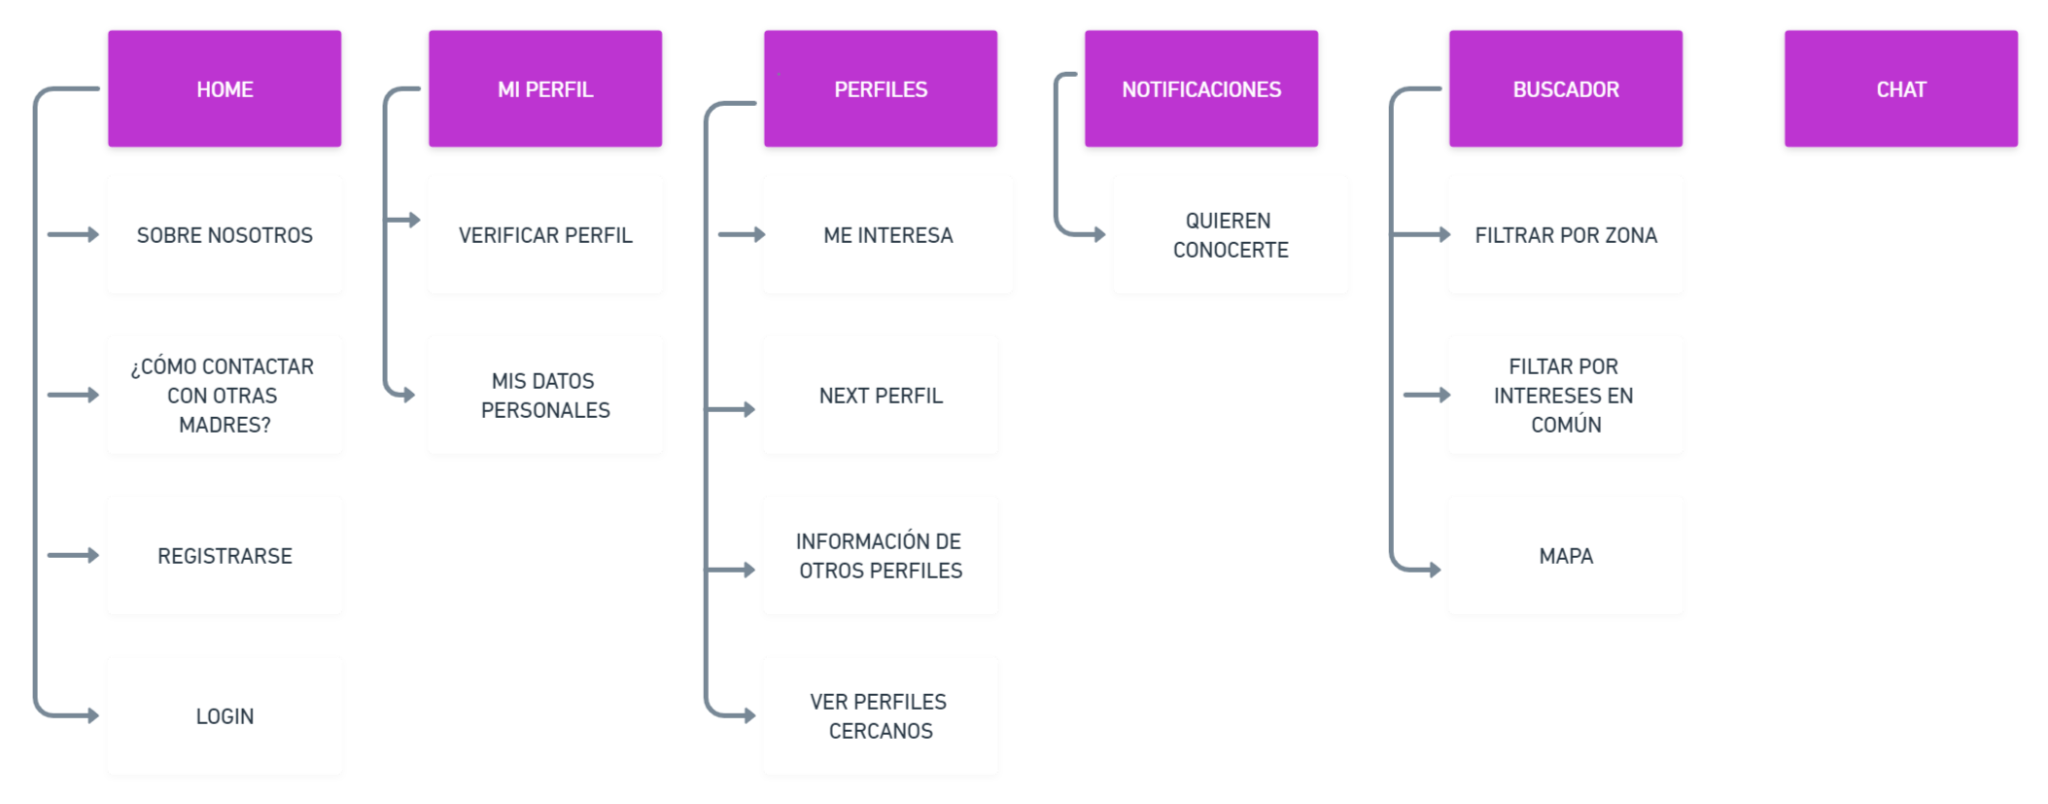 HOME
SOBRE NOSOTROS
¿CÓMO CONTACTAR
CON OTRAS
MADRES?
REGISTRARSE
LOGIN
MI PERFIL
VERIFICAR PERFIL
MIS DATOS
PERSONALES
PERFILES
ME INTERESA
NEXT PERFIL
INFORMACIÓN DE
OTROS PERFILES
VER PERFILES
CERCANOS
NOTIFICACIONES
QUIEREN
CONOCERTE
BUSCADOR
FILTRAR POR ZONA
FILTAR POR
INTERESES EN
COMÚN
MAPA
CHAT